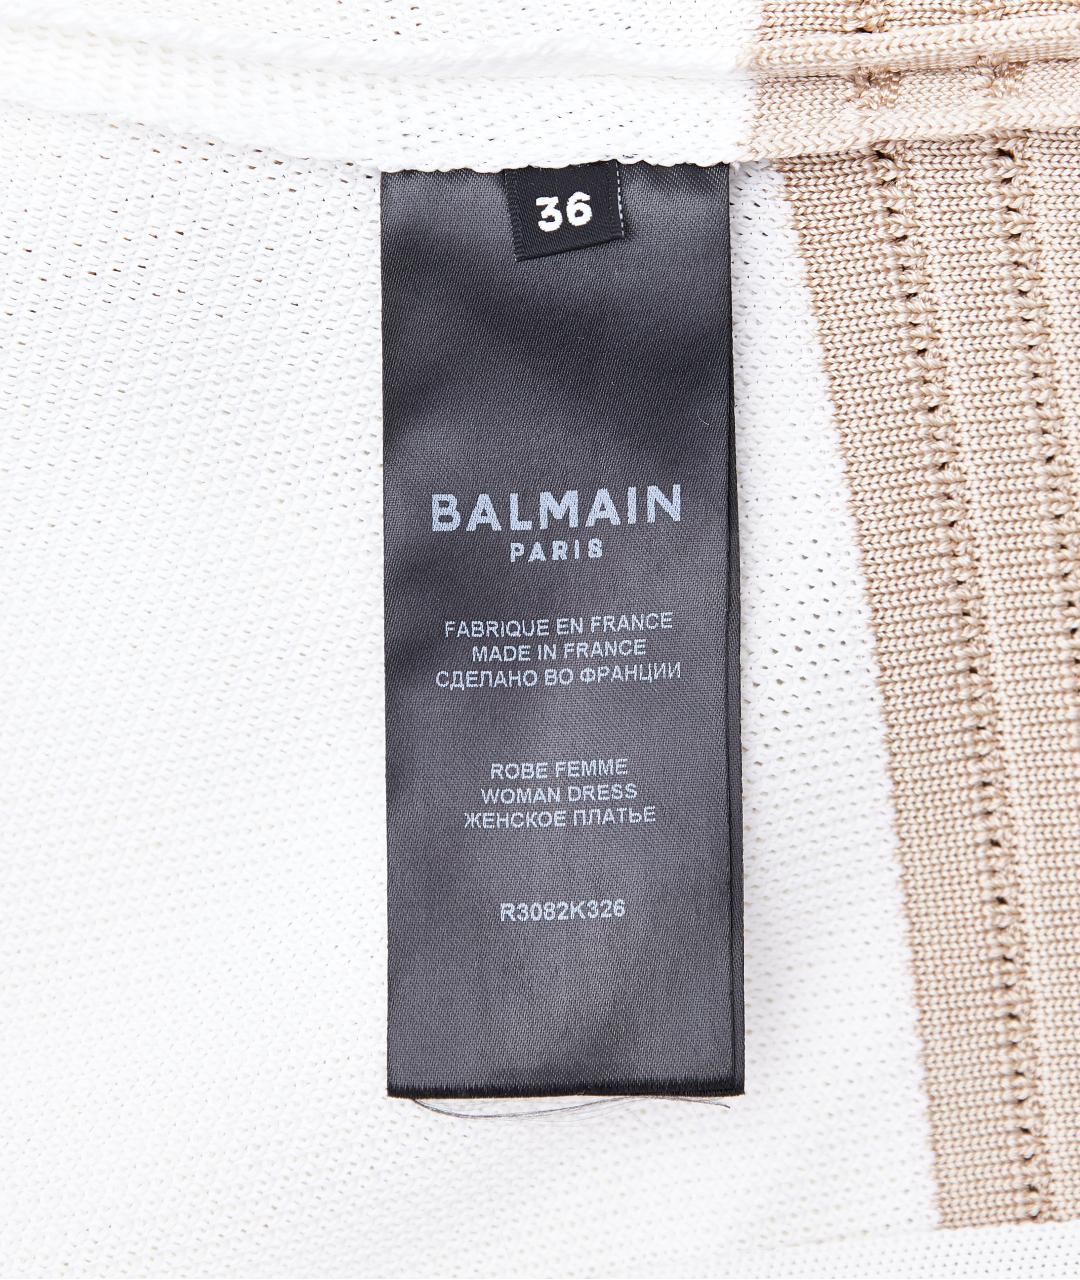 36
BALMAIN
PARIS
FABRIQUE EN FRANCE
MADE IN FRANCE
СДЕЛАНО ВО ФРАНЦИИ
ROBE FEMME
WOMAN DRESS
ЖЕНСКОЕ ПЛАТЬЕ
R3082K326